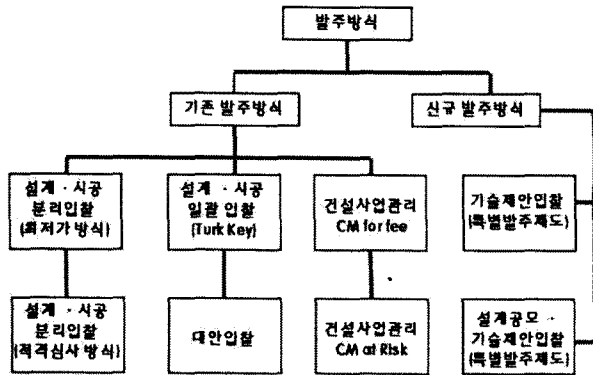 발주방식
기존 발주방식
신규 발주방식
설계 · 시공
분리입찰
(최저가 방식)
설계 · 시공
일괄 입찰
(Turk Key)
건설사업관리
CM for fee
기술제안입찰
(특별발주제도)
설계 · 시공
분리입찰
(적격심사 방식)
대안입찰
건설사업관리
CM at Risk
설계공모 ·
기술제안입찰
(특별발주제도)